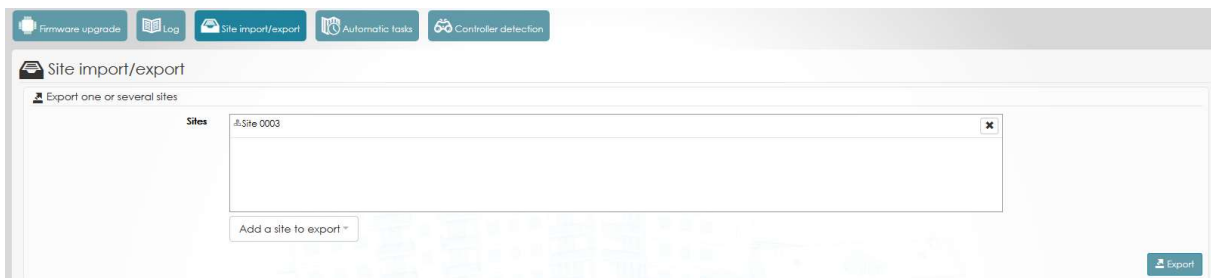 Firmware upgrade Log Site import/export Automatic tasks Controller detection
Site import/export
Export one or several sites
Sites Site 0003
Add a site to export
Export